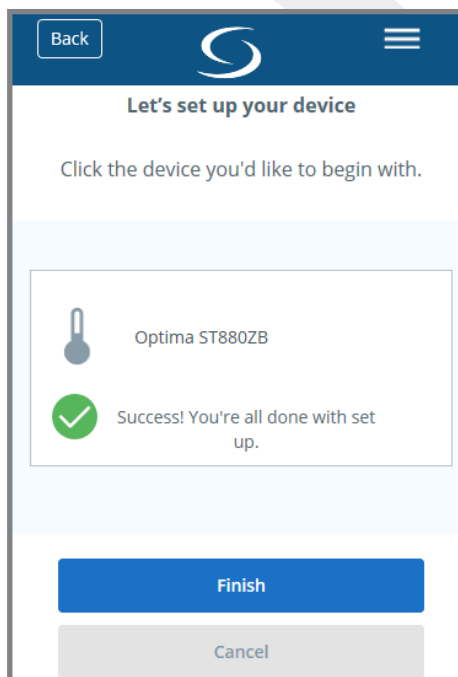 Back
Let's set up your device
Click the device you'd like to begin with.
Optima ST880ZB
Success! You're all done with set
up.
Finish
Cancel